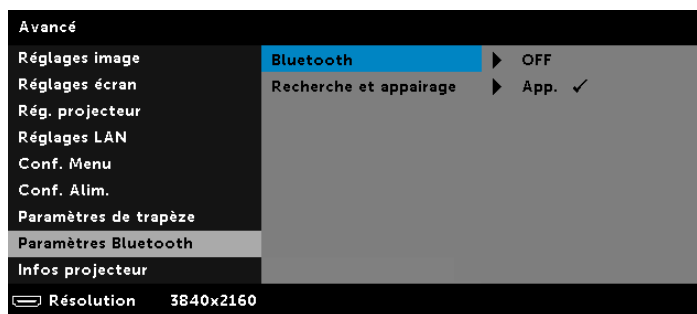 Avancé
Réglages image
Bluetooth OFF
Réglages écran
Recherche et appairage App. ✓
Rég. projecteur
Réglages LAN
Conf. Menu
Conf. Alim.
Paramètres de trapèze
Paramètres Bluetooth
Infos projecteur
Résolution 3840x2160